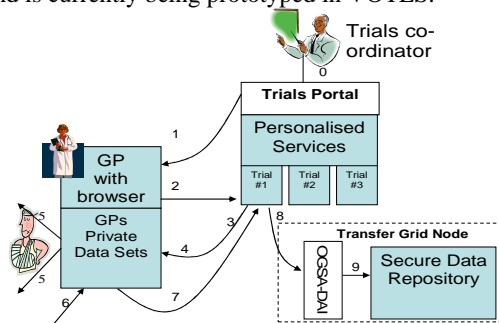 nd is currently being prototyped in VOTES.
Trials co-
ordinator
0
Trials Portal
Personalised
Services
Trial
#1
Trial
#2
Trial
#3
1
GP
with
browser
2
GPs
Private
Data Sets
3
4
5
5
6
7
8
Transfer Grid Node
OGSA-DAI
9
Secure Data
Repository